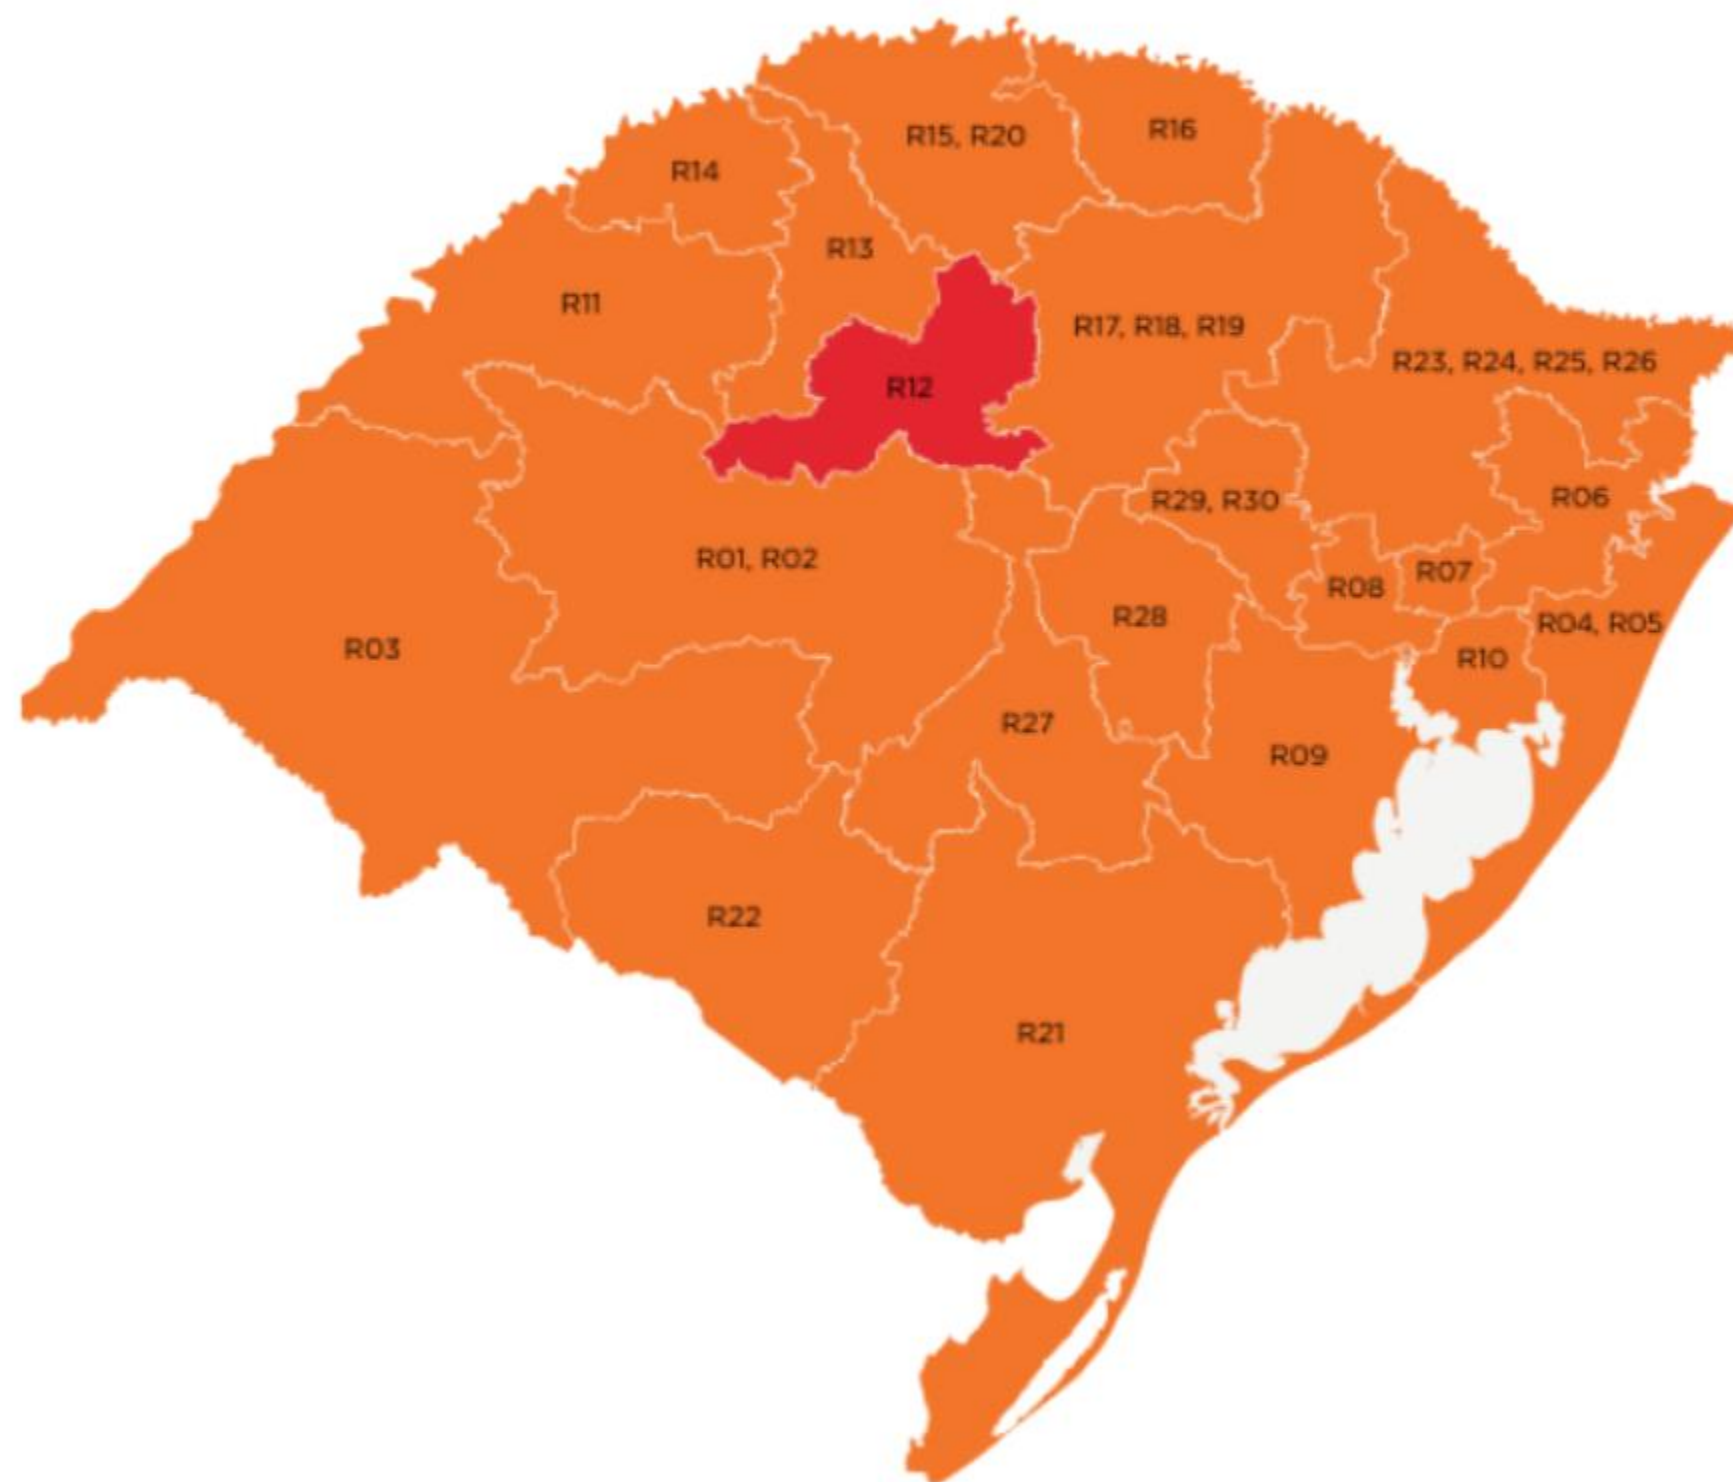 R16
R15, R20
R14
R13
R11
R17, R18, R19
R23, R24, R25, R26
R12
R06
R29, R30
R01, R02
R07
R08
R28
R04, R05
R03
R10
R27
R09
R22
R21